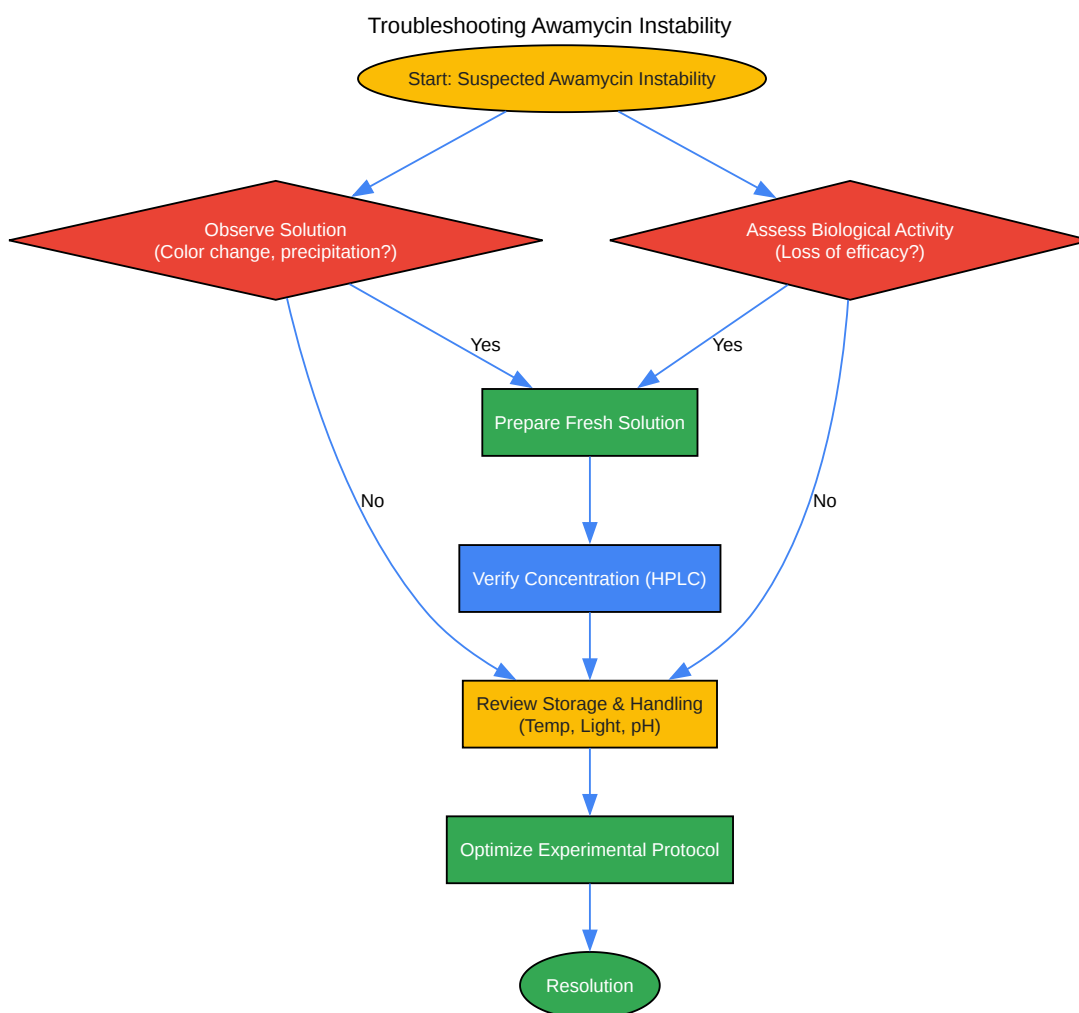 Troubleshooting Awamycin Instability
Start: Suspected Awamycin Instability
Observe Solution
(Color change, precipitation?)
Assess Biological Activity
(Loss of efficacy?)
Yes
Yes
Prepare Fresh Solution
No
No
Verify Concentration (HPLC)
Review Storage & Handling
(Temp, Light, pH)
Optimize Experimental Protocol
Resolution